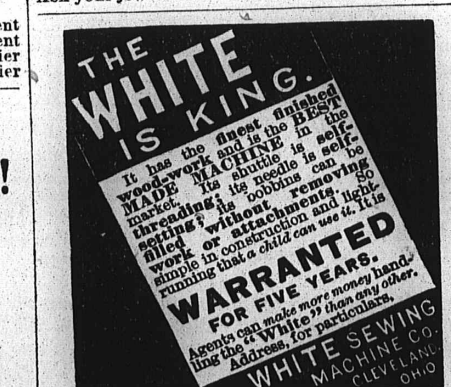 ent
ent
ier
ier
!
THE
WHITE
IS KING.
It has the finest finished
wood-work and is the BEST
MADE MACHINE in the
market. Its shuttle is self-
threading; its needle is self-
setting; its bobbins can be
filled without removing
work or attachments. So
simple in construction and light-
running that a child can use it. It is
WARRANTED
FOR FIVE YEARS.
Agents can make more money hand-
ling the "White" than any other.
Address, for particulars,
WHITE SEWING
MACHINE CO.
CLEVELAND,
OHIO